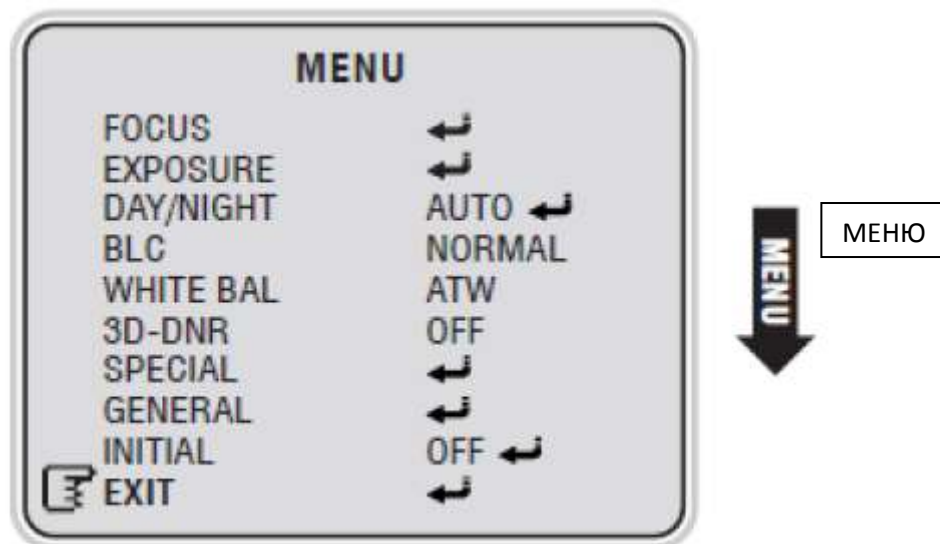 MENU
FOCUS ↵
EXPOSURE ↵
DAY/NIGHT AUTO ↵
BLC NORMAL
WHITE BAL ATW
3D-DNR OFF
SPECIAL ↵
GENERAL ↵
INITIAL OFF ↵
EXIT ↵
MENU
МЕНЮ